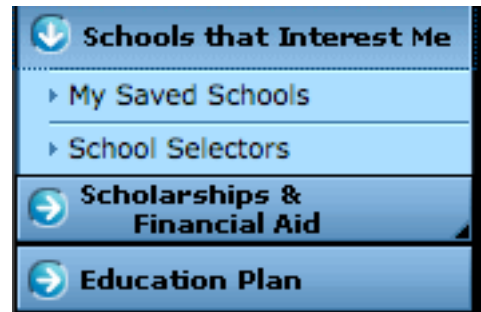 Schools that Interest Me
My Saved Schools
School Selectors
Scholarships &
Financial Aid
Education Plan